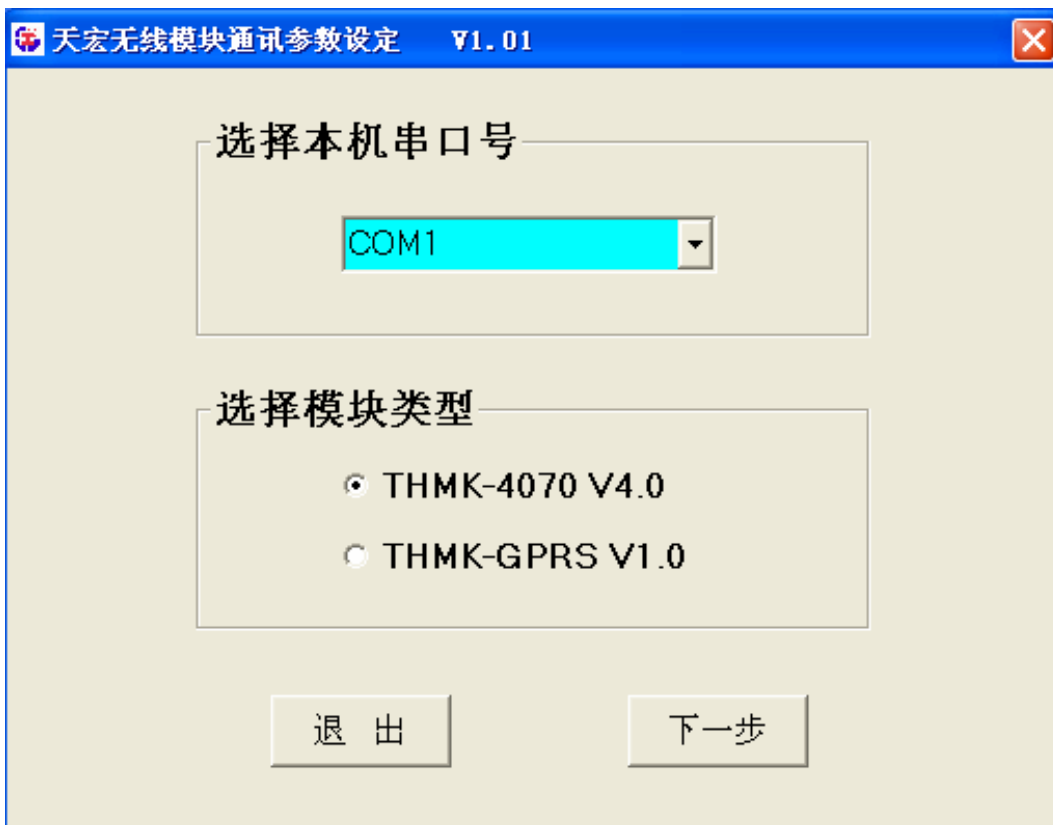 天宏无线模块通讯参数设定 V1.01
选择本机串口号
COM1
选择模块类型
THMK-4070 V4.0
THMK-GPRS V1.0
退 出 下一步